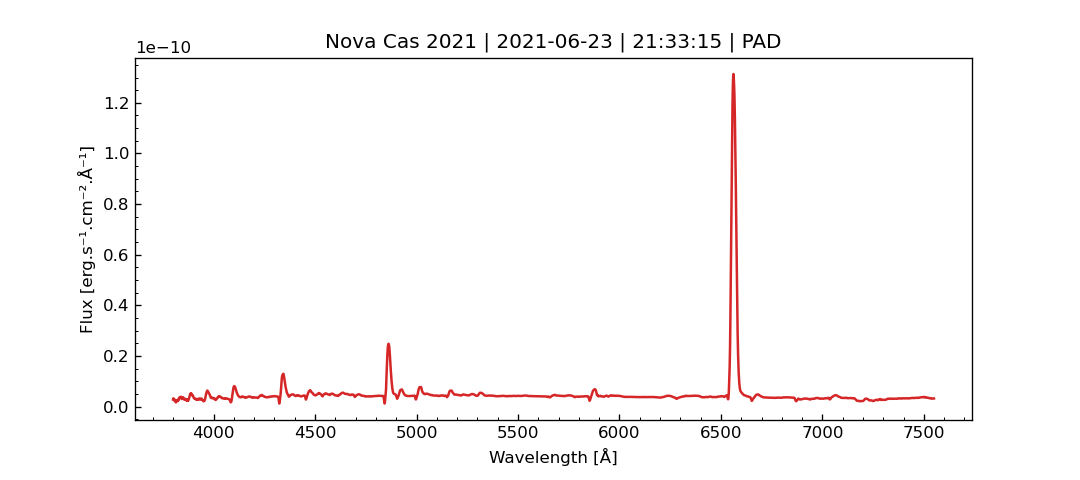 Nova Cas 2021 | 2021-06-23 | 21:33:15 | PAD
1e−10
Flux [erg.s⁻¹.cm⁻².Å⁻¹]
1.2
1.0
0.8
0.6
0.4
0.2
0.0
4000 4500 5000 5500 6000 6500 7000 7500
Wavelength [Å]